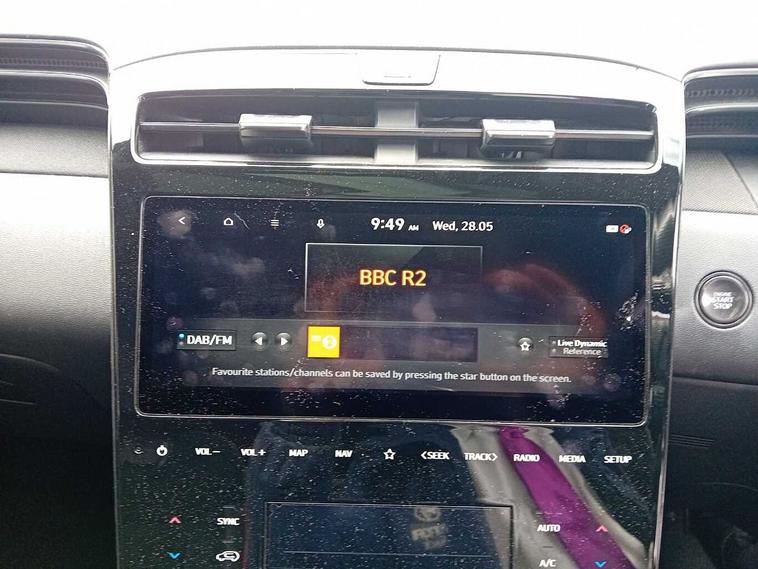 9:49 AM Wed, 28.05
BBC R2
DAB/FM
2
Live Dynamic
Reference
Favourite stations/channels can be saved by pressing the star button on the screen.
ENGINE
START
STOP
VOL− VOL+ MAP NAV <SEEK TRACK> RADIO MEDIA SETUP
SYNC AUTO
A/C